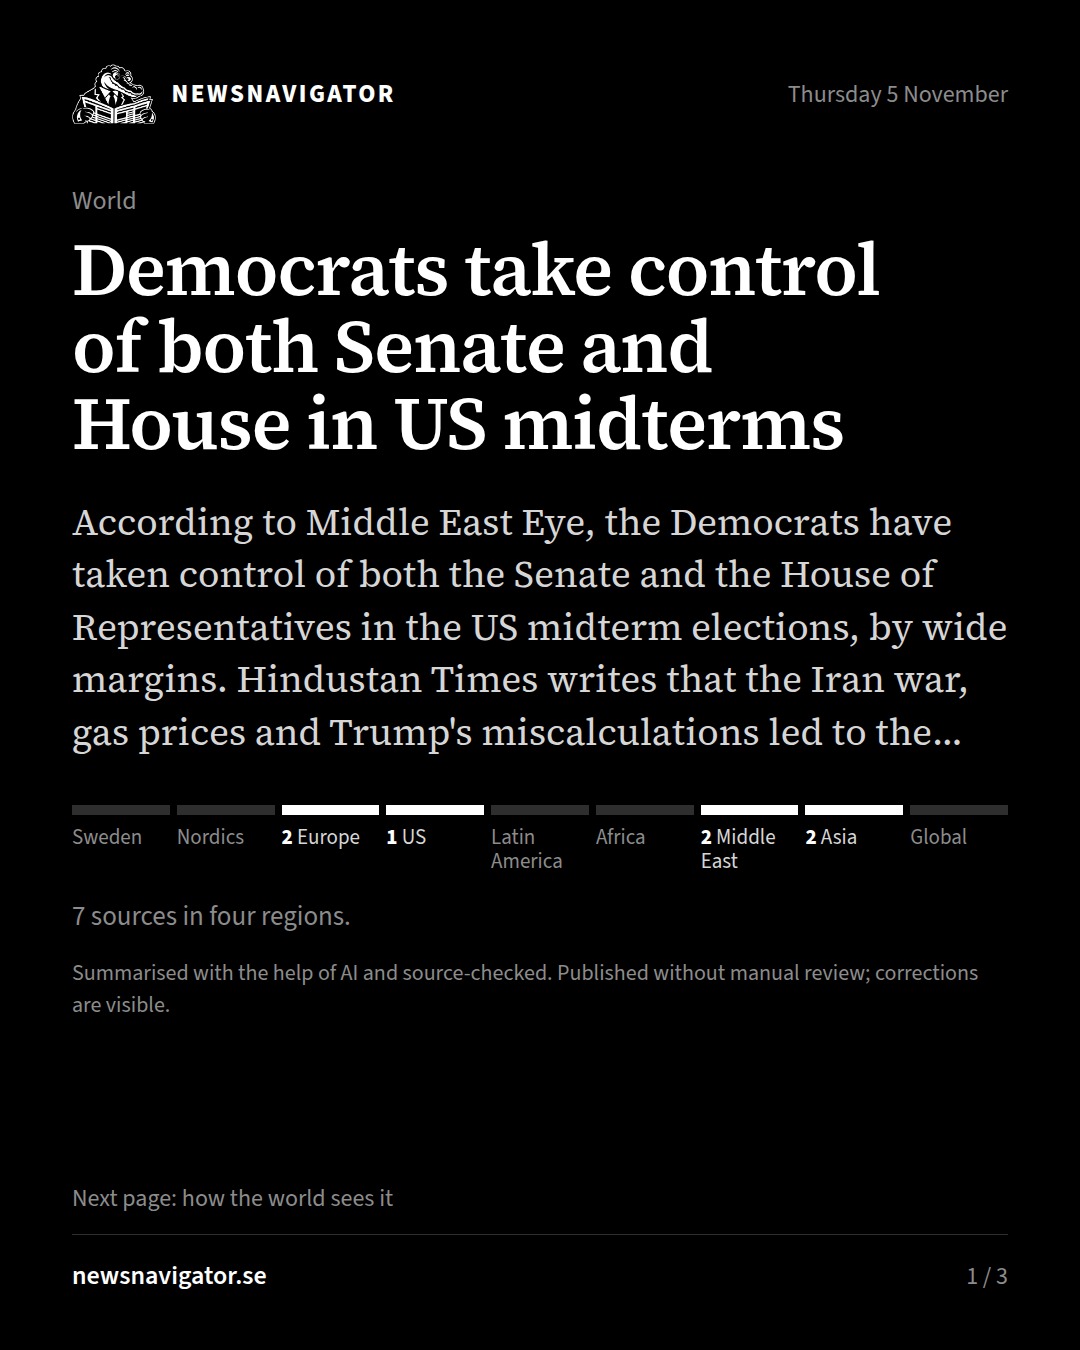 NEWSNAVIGATOR
Thursday 5 November
World
Democrats take control
of both Senate and
House in US midterms
According to Middle East Eye, the Democrats have
taken control of both the Senate and the House of
Representatives in the US midterm elections, by wide
margins. Hindustan Times writes that the Iran war,
gas prices and Trump's miscalculations led to the...
Sweden
Nordics
2 Europe
1 US
Latin
America
Africa
2 Middle
East
2 Asia
Global
7 sources in four regions.
Summarised with the help of AI and source-checked. Published without manual review; corrections
are visible.
Next page: how the world sees it
newsnavigator.se
1 / 3